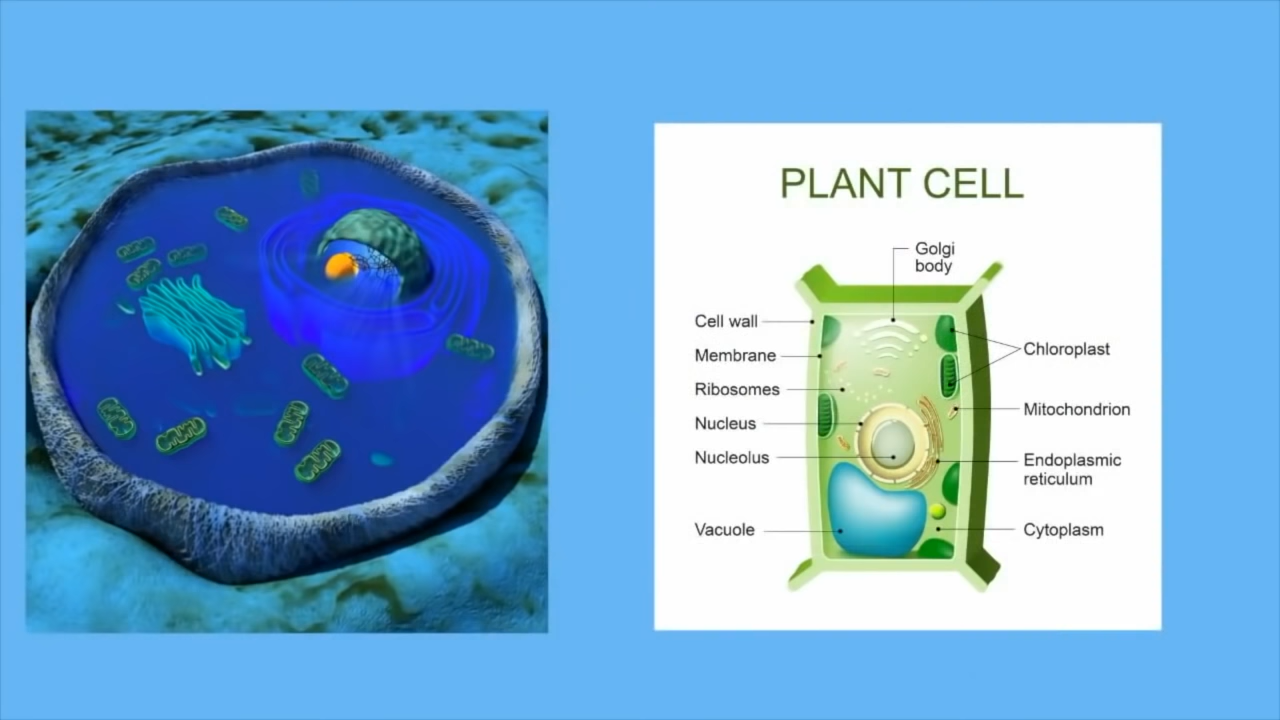 PLANT CELL
Golgi
body
Cell wall
Membrane
Ribosomes
Nucleus
Nucleolus
Vacuole
Chloroplast
Mitochondrion
Endoplasmic
reticulum
Cytoplasm